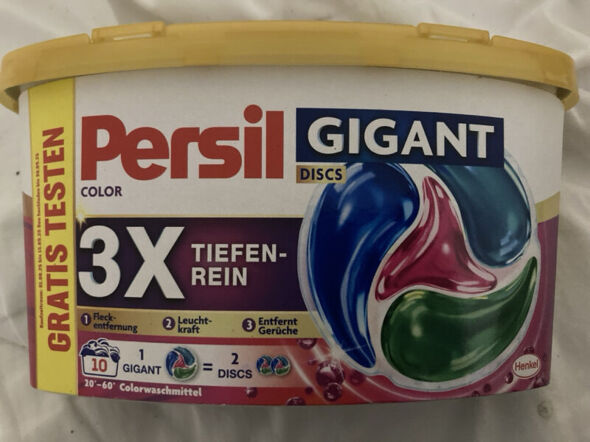 GRATIS TESTEN
Persil
GIGANT
COLOR
DISCS
3X
TIEFEN-
REIN
1 Fleck-
entfernung
2 Leucht-
kraft
3 Entfernt
Gerüche
10
1
GIGANT
=
2
DISCS
20°-60° Colorwaschmittel
Henkel